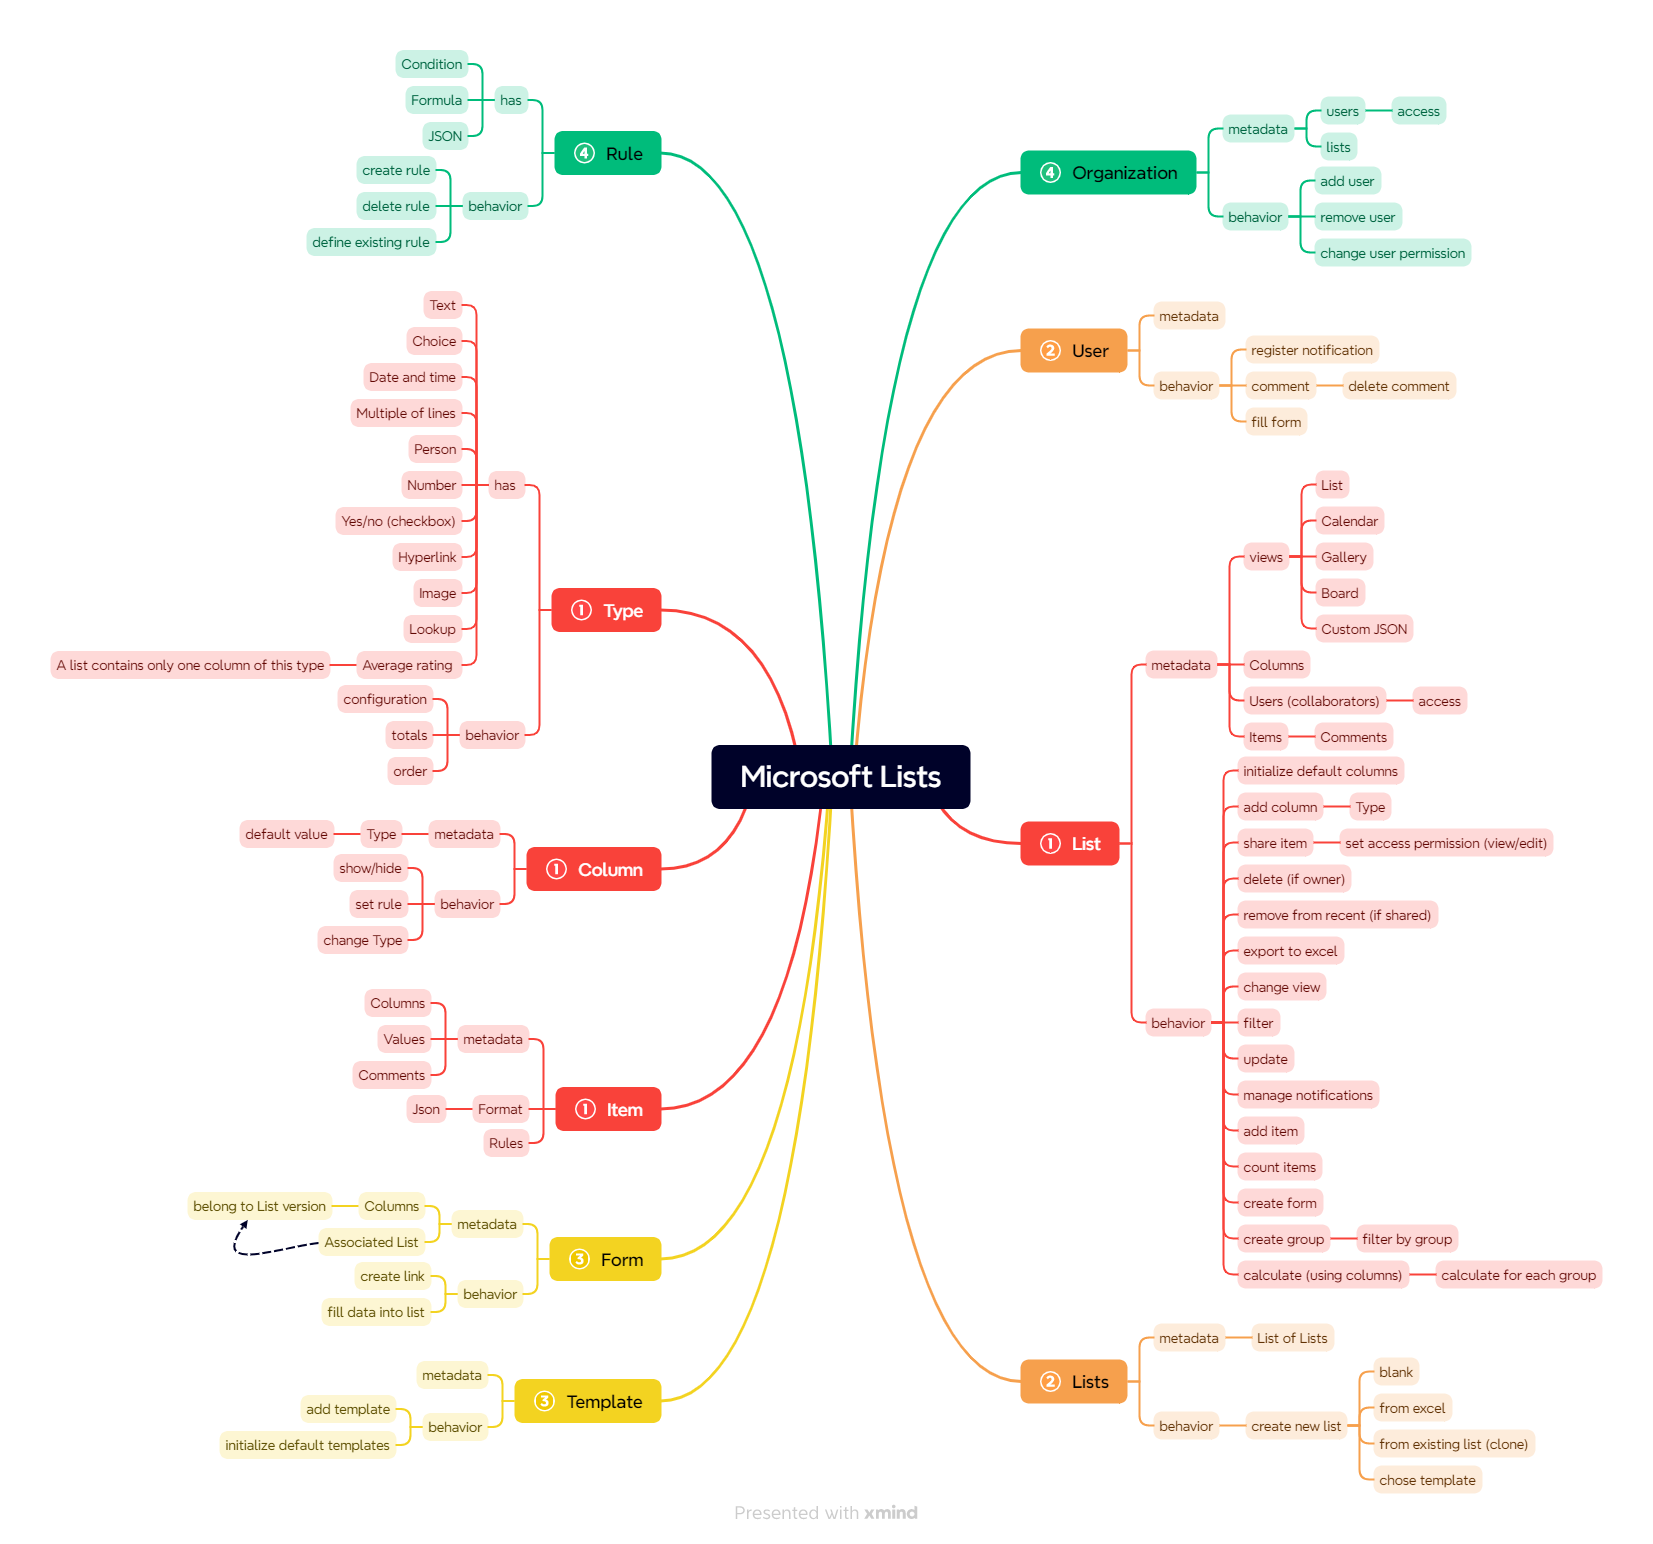 Microsoft Lists
④ Organization
metadata
users
access
lists
behavior
add user
remove user
change user permission
② User
metadata
behavior
register notification
comment
delete comment
fill form
① List
metadata
views
List
Calendar
Gallery
Board
Custom JSON
Columns
Users (collaborators)
access
Items
Comments
behavior
initialize default columns
add column
Type
share item
set access permission (view/edit)
delete (if owner)
remove from recent (if shared)
export to excel
change view
filter
update
manage notifications
add item
count items
create form
create group
filter by group
calculate (using columns)
calculate for each group
② Lists
metadata
List of Lists
behavior
create new list
blank
from excel
from existing list (clone)
chose template
④ Rule
has
Condition
Formula
JSON
behavior
create rule
delete rule
define existing rule
① Type
has
Text
Choice
Date and time
Multiple of lines
Person
Number
Yes/no (checkbox)
Hyperlink
Image
Lookup
Average rating
A list contains only one column of this type
behavior
configuration
totals
order
① Column
metadata
Type
default value
behavior
show/hide
set rule
change Type
① Item
metadata
Columns
Values
Comments
Format
Json
Rules
③ Form
metadata
Columns
belong to List version
Associated List
behavior
create link
fill data into list
③ Template
metadata
behavior
add template
initialize default templates
Presented with xmind